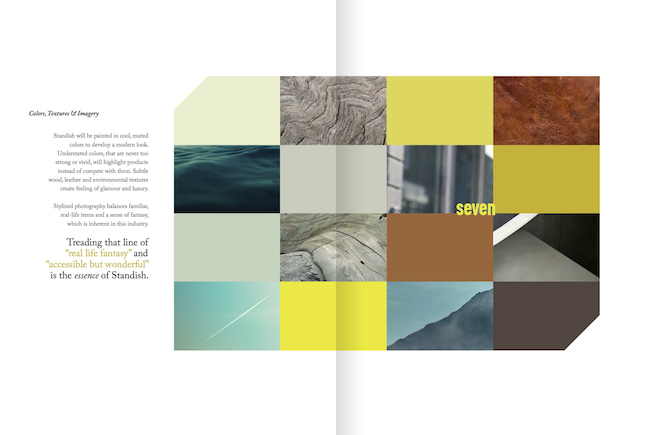 Colors, Textures & Imagery
Standish will be painted in cool, muted
colors to develop a modern look.
Understated colors, that are never too
strong or vivid, will highlight products
instead of compete with them. Subtle
wood, leather and environmental textures
create feeling of glamour and luxury.
Stylized photography balances familiar,
real-life items and a sense of fantasy,
which is inherent in this industry.
Treading that line of
“real life fantasy” and
“accessible but wonderful”
is the essence of Standish.
seven